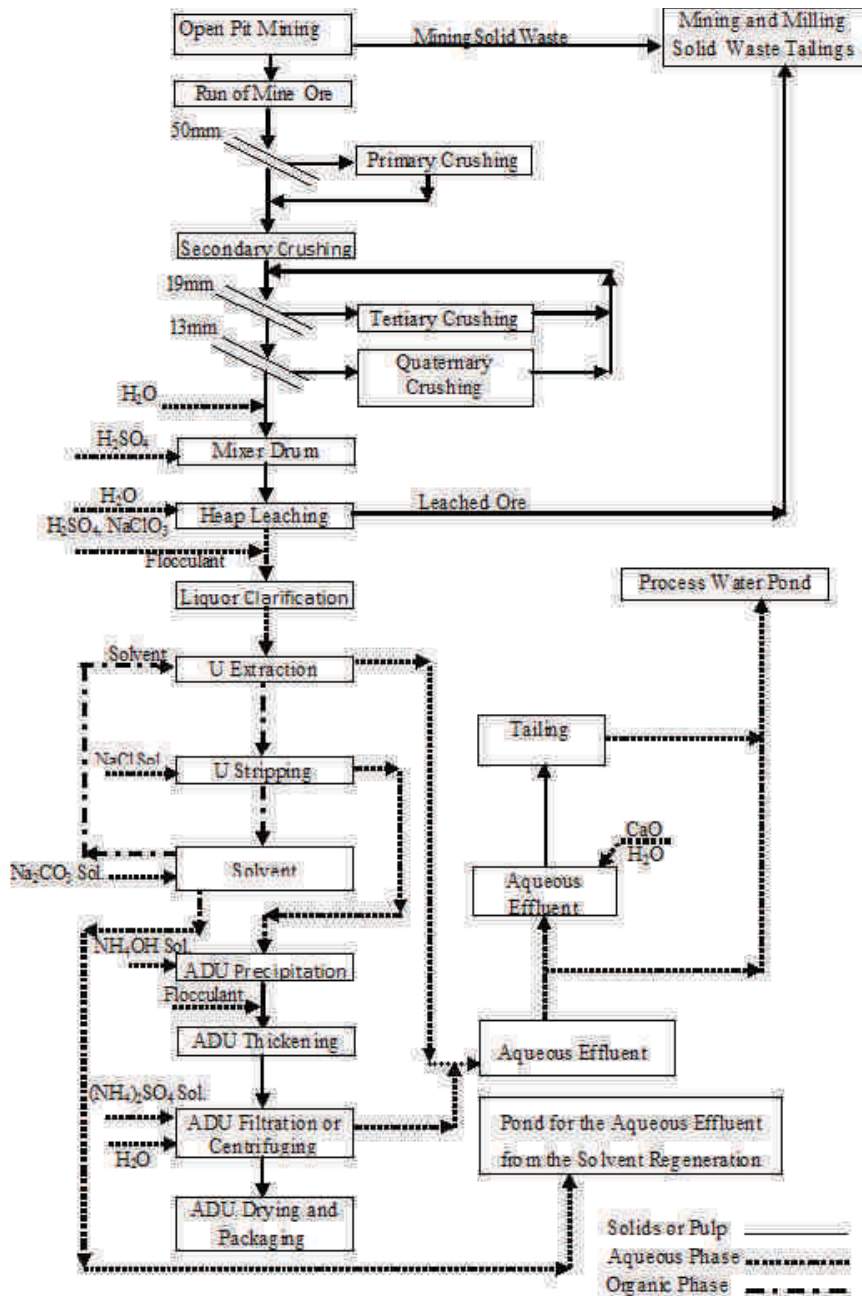 Open Pit Mining
Mining Solid Waste
Mining and Milling
Solid Waste Tailings
Run of Mine Ore
50mm
Primary Crushing
Secondary Crushing
19mm
Tertiary Crushing
13mm
Quaternary
Crushing
H₂O
H₂SO₄
Mixer Drum
H₂O
Heap Leaching
Leached Ore
H₂SO₄, NaClO₃
Flocculant
Process Water Pond
Liquor Clarification
Solvent
U Extraction
Tailing
NaCl Sol.
U Stripping
CaO
H₂O
Solvent
Na₂CO₃ Sol.
Aqueous
Effluent
NH₄OH Sol.
ADU Precipitation
Flocculant
ADU Thickening
Aqueous Effluent
(NH₄)₂SO₄ Sol.
ADU Filtration or
Centrifuging
H₂O
Pond for the Aqueous Effluent
from the Solvent Regeneration
ADU Drying and
Packaging
Solids or Pulp
Aqueous Phase
Organic Phase